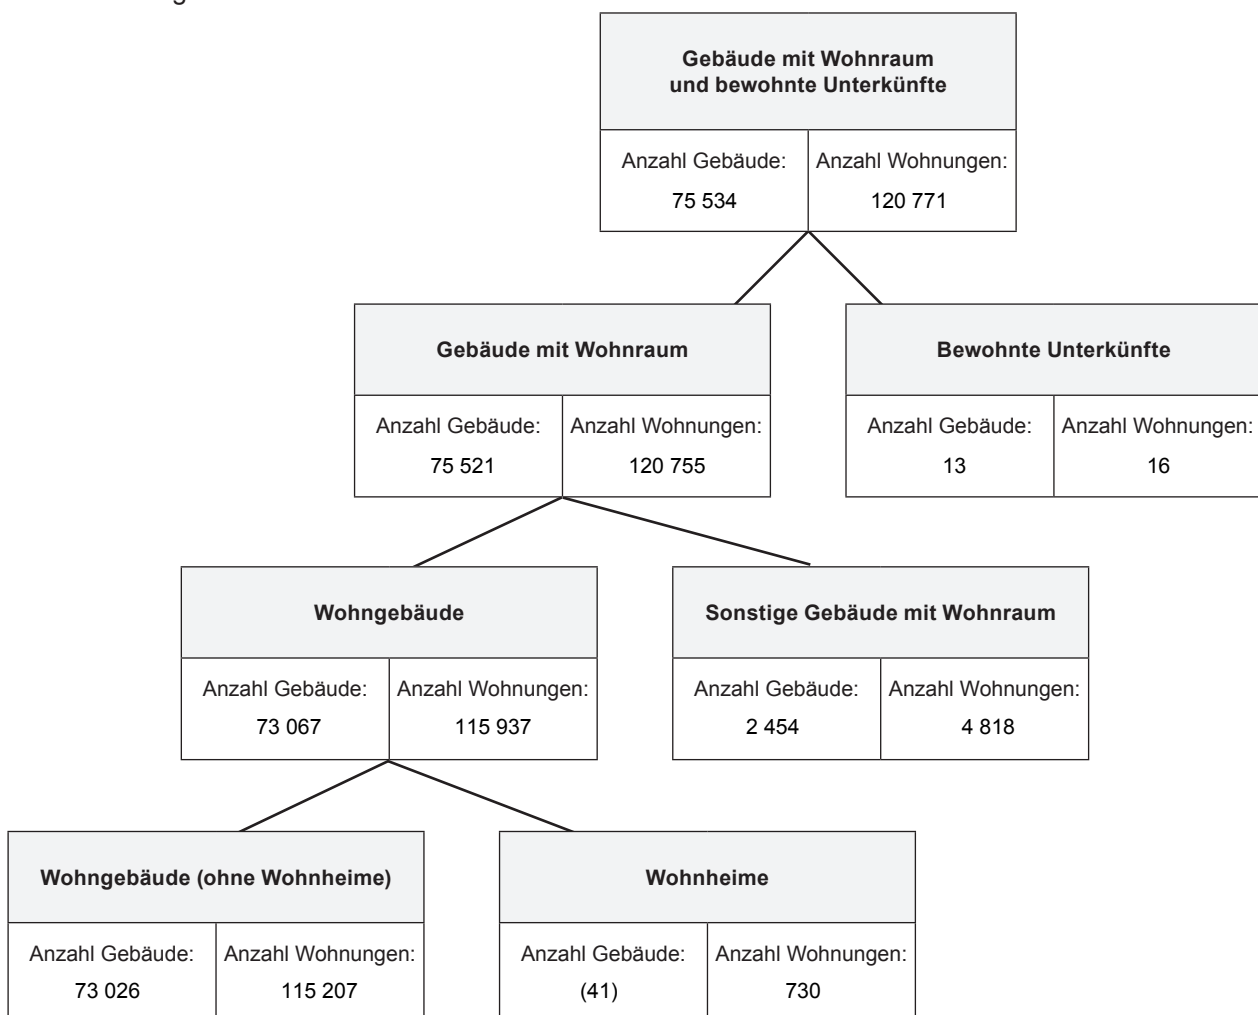 Gebäude mit Wohnraum
und bewohnte Unterkünfte
Anzahl Gebäude:
75 534
Anzahl Wohnungen:
120 771
Gebäude mit Wohnraum
Anzahl Gebäude:
75 521
Anzahl Wohnungen:
120 755
Bewohnte Unterkünfte
Anzahl Gebäude:
13
Anzahl Wohnungen:
16
Wohngebäude
Anzahl Gebäude:
73 067
Anzahl Wohnungen:
115 937
Sonstige Gebäude mit Wohnraum
Anzahl Gebäude:
2 454
Anzahl Wohnungen:
4 818
Wohngebäude (ohne Wohnheime)
Anzahl Gebäude:
73 026
Anzahl Wohnungen:
115 207
Wohnheime
Anzahl Gebäude:
(41)
Anzahl Wohnungen:
730